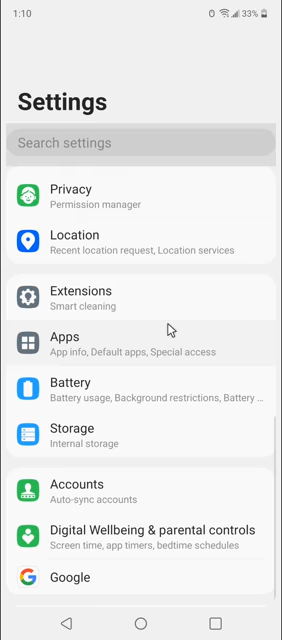 1:10
33%
Settings
Search settings
Privacy
Permission manager
Location
Recent location request, Location services
Extensions
Smart cleaning
Apps
App info, Default apps, Special access
Battery
Battery usage, Background restrictions, Battery ...
Storage
Internal storage
Accounts
Auto-sync accounts
Digital Wellbeing & parental controls
Screen time, app timers, bedtime schedules
Google